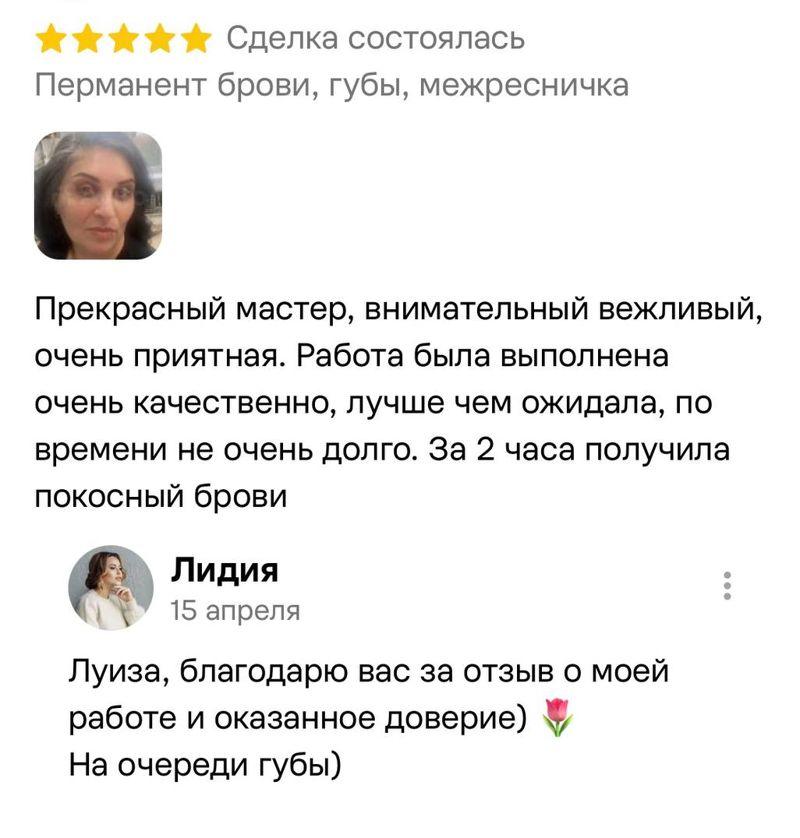 Сделка состоялась
Перманент брови, губы, межресничка
Прекрасный мастер, внимательный вежливый,
очень приятная. Работа была выполнена
очень качественно, лучше чем ожидала, по
времени не очень долго. За 2 часа получила
покосный брови
Лидия
15 апреля
Луиза, благодарю вас за отзыв о моей
работе и оказанное доверие) 🌷
На очереди губы)